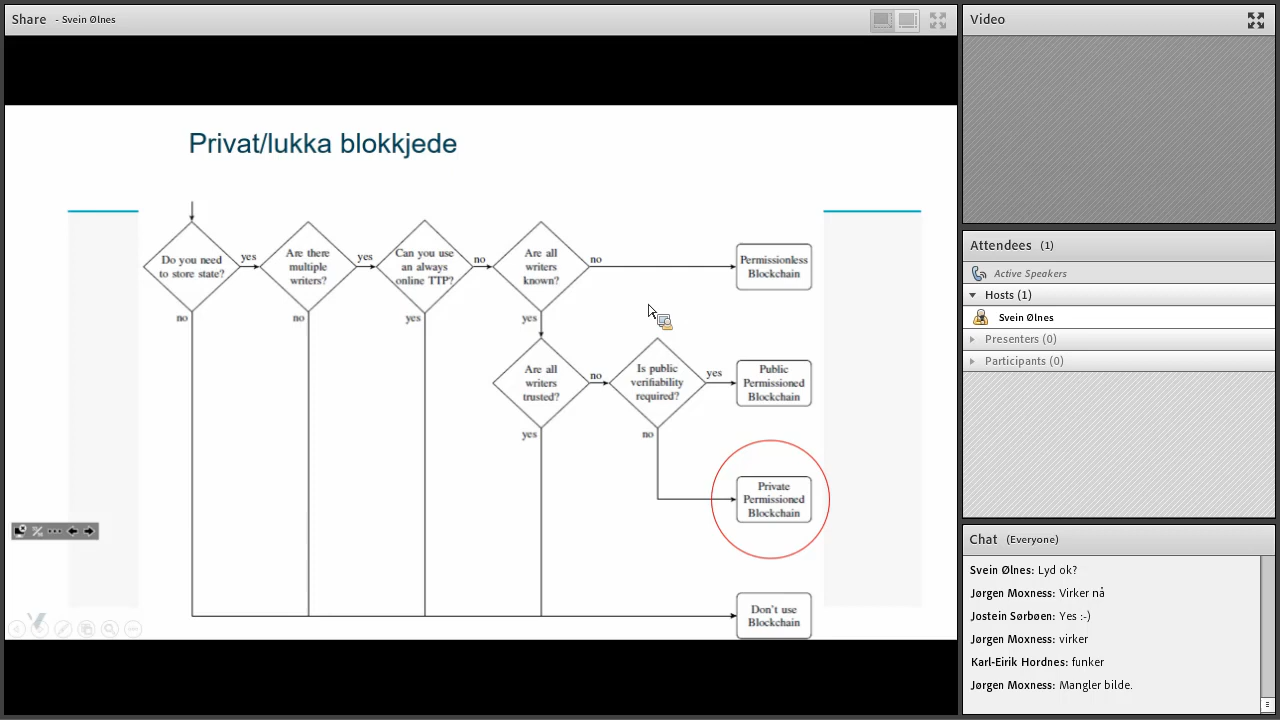 Share - Svein Ølnes
Privat/lukka blokkjede
Do you need
to store state?
yes
no
Are there
multiple
writers?
yes
no
Can you use
an always
online TTP?
no
yes
Are all
writers
known?
no
yes
Permissionless
Blockchain
Are all
writers
trusted?
no
yes
Is public
verifiability
required?
yes
no
Public
Permissioned
Blockchain
Private
Permissioned
Blockchain
Don't use
Blockchain
Video
Attendees (1)
Active Speakers
Hosts (1)
Svein Ølnes
Presenters (0)
Participants (0)
Chat (Everyone)
Svein Ølnes: Lyd ok?
Jørgen Moxness: Virker nå
Jostein Sørbøen: Yes :-)
Jørgen Moxness: virker
Karl-Eirik Hordnes: funker
Jørgen Moxness: Mangler bilde.